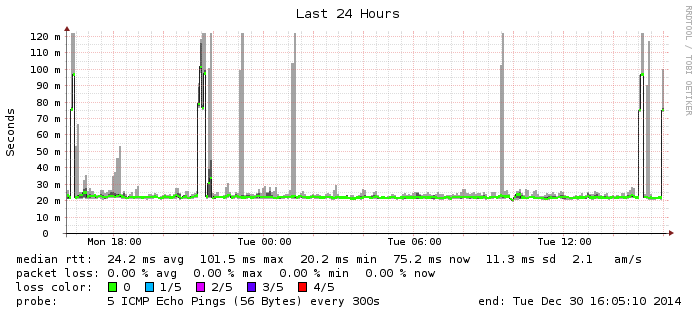 Last 24 Hours
RRDTOOL / TOBI OETIKER
Seconds
120 m
110 m
100 m
90 m
80 m
70 m
60 m
50 m
40 m
30 m
20 m
10 m
0
Mon 18:00 Tue 00:00 Tue 06:00 Tue 12:00
median rtt: 24.2 ms avg 101.5 ms max 20.2 ms min 75.2 ms now 11.3 ms sd 2.1 am/s
packet loss: 0.00 % avg 0.00 % max 0.00 % min 0.00 % now
loss color: 0 1/5 2/5 3/5 4/5
probe: 5 ICMP Echo Pings (56 Bytes) every 300s end: Tue Dec 30 16:05:10 2014